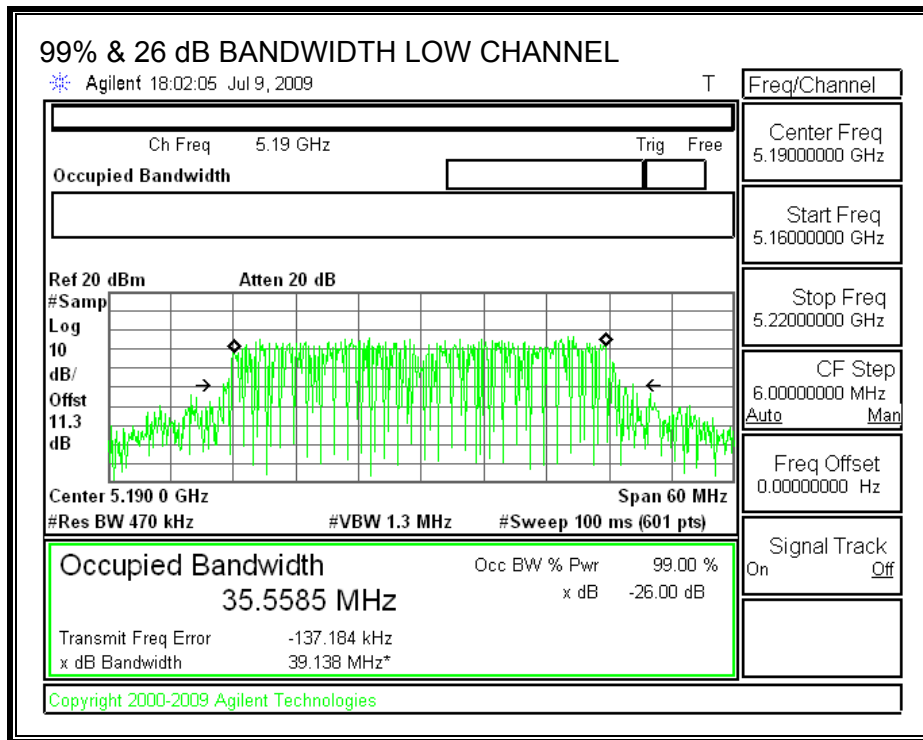 99% & 26 dB BANDWIDTH LOW CHANNEL
Agilent 18:02:05 Jul 9, 2009 T
Freq/Channel
Ch Freq 5.19 GHz Trig Free
Occupied Bandwidth
Center Freq
5.19000000 GHz
Start Freq
5.16000000 GHz
Stop Freq
5.22000000 GHz
CF Step
6.00000000 MHz
Auto Man
Freq Offset
0.00000000 Hz
Signal Track
On Off
Ref 20 dBm Atten 20 dB
#Samp
Log
10
dB/
Offst
11.3
dB
Center 5.190 0 GHz Span 60 MHz
#Res BW 470 kHz #VBW 1.3 MHz #Sweep 100 ms (601 pts)
Occupied Bandwidth
35.5585 MHz
Occ BW % Pwr 99.00 %
x dB -26.00 dB
Transmit Freq Error -137.184 kHz
x dB Bandwidth 39.138 MHz*
Copyright 2000-2009 Agilent Technologies